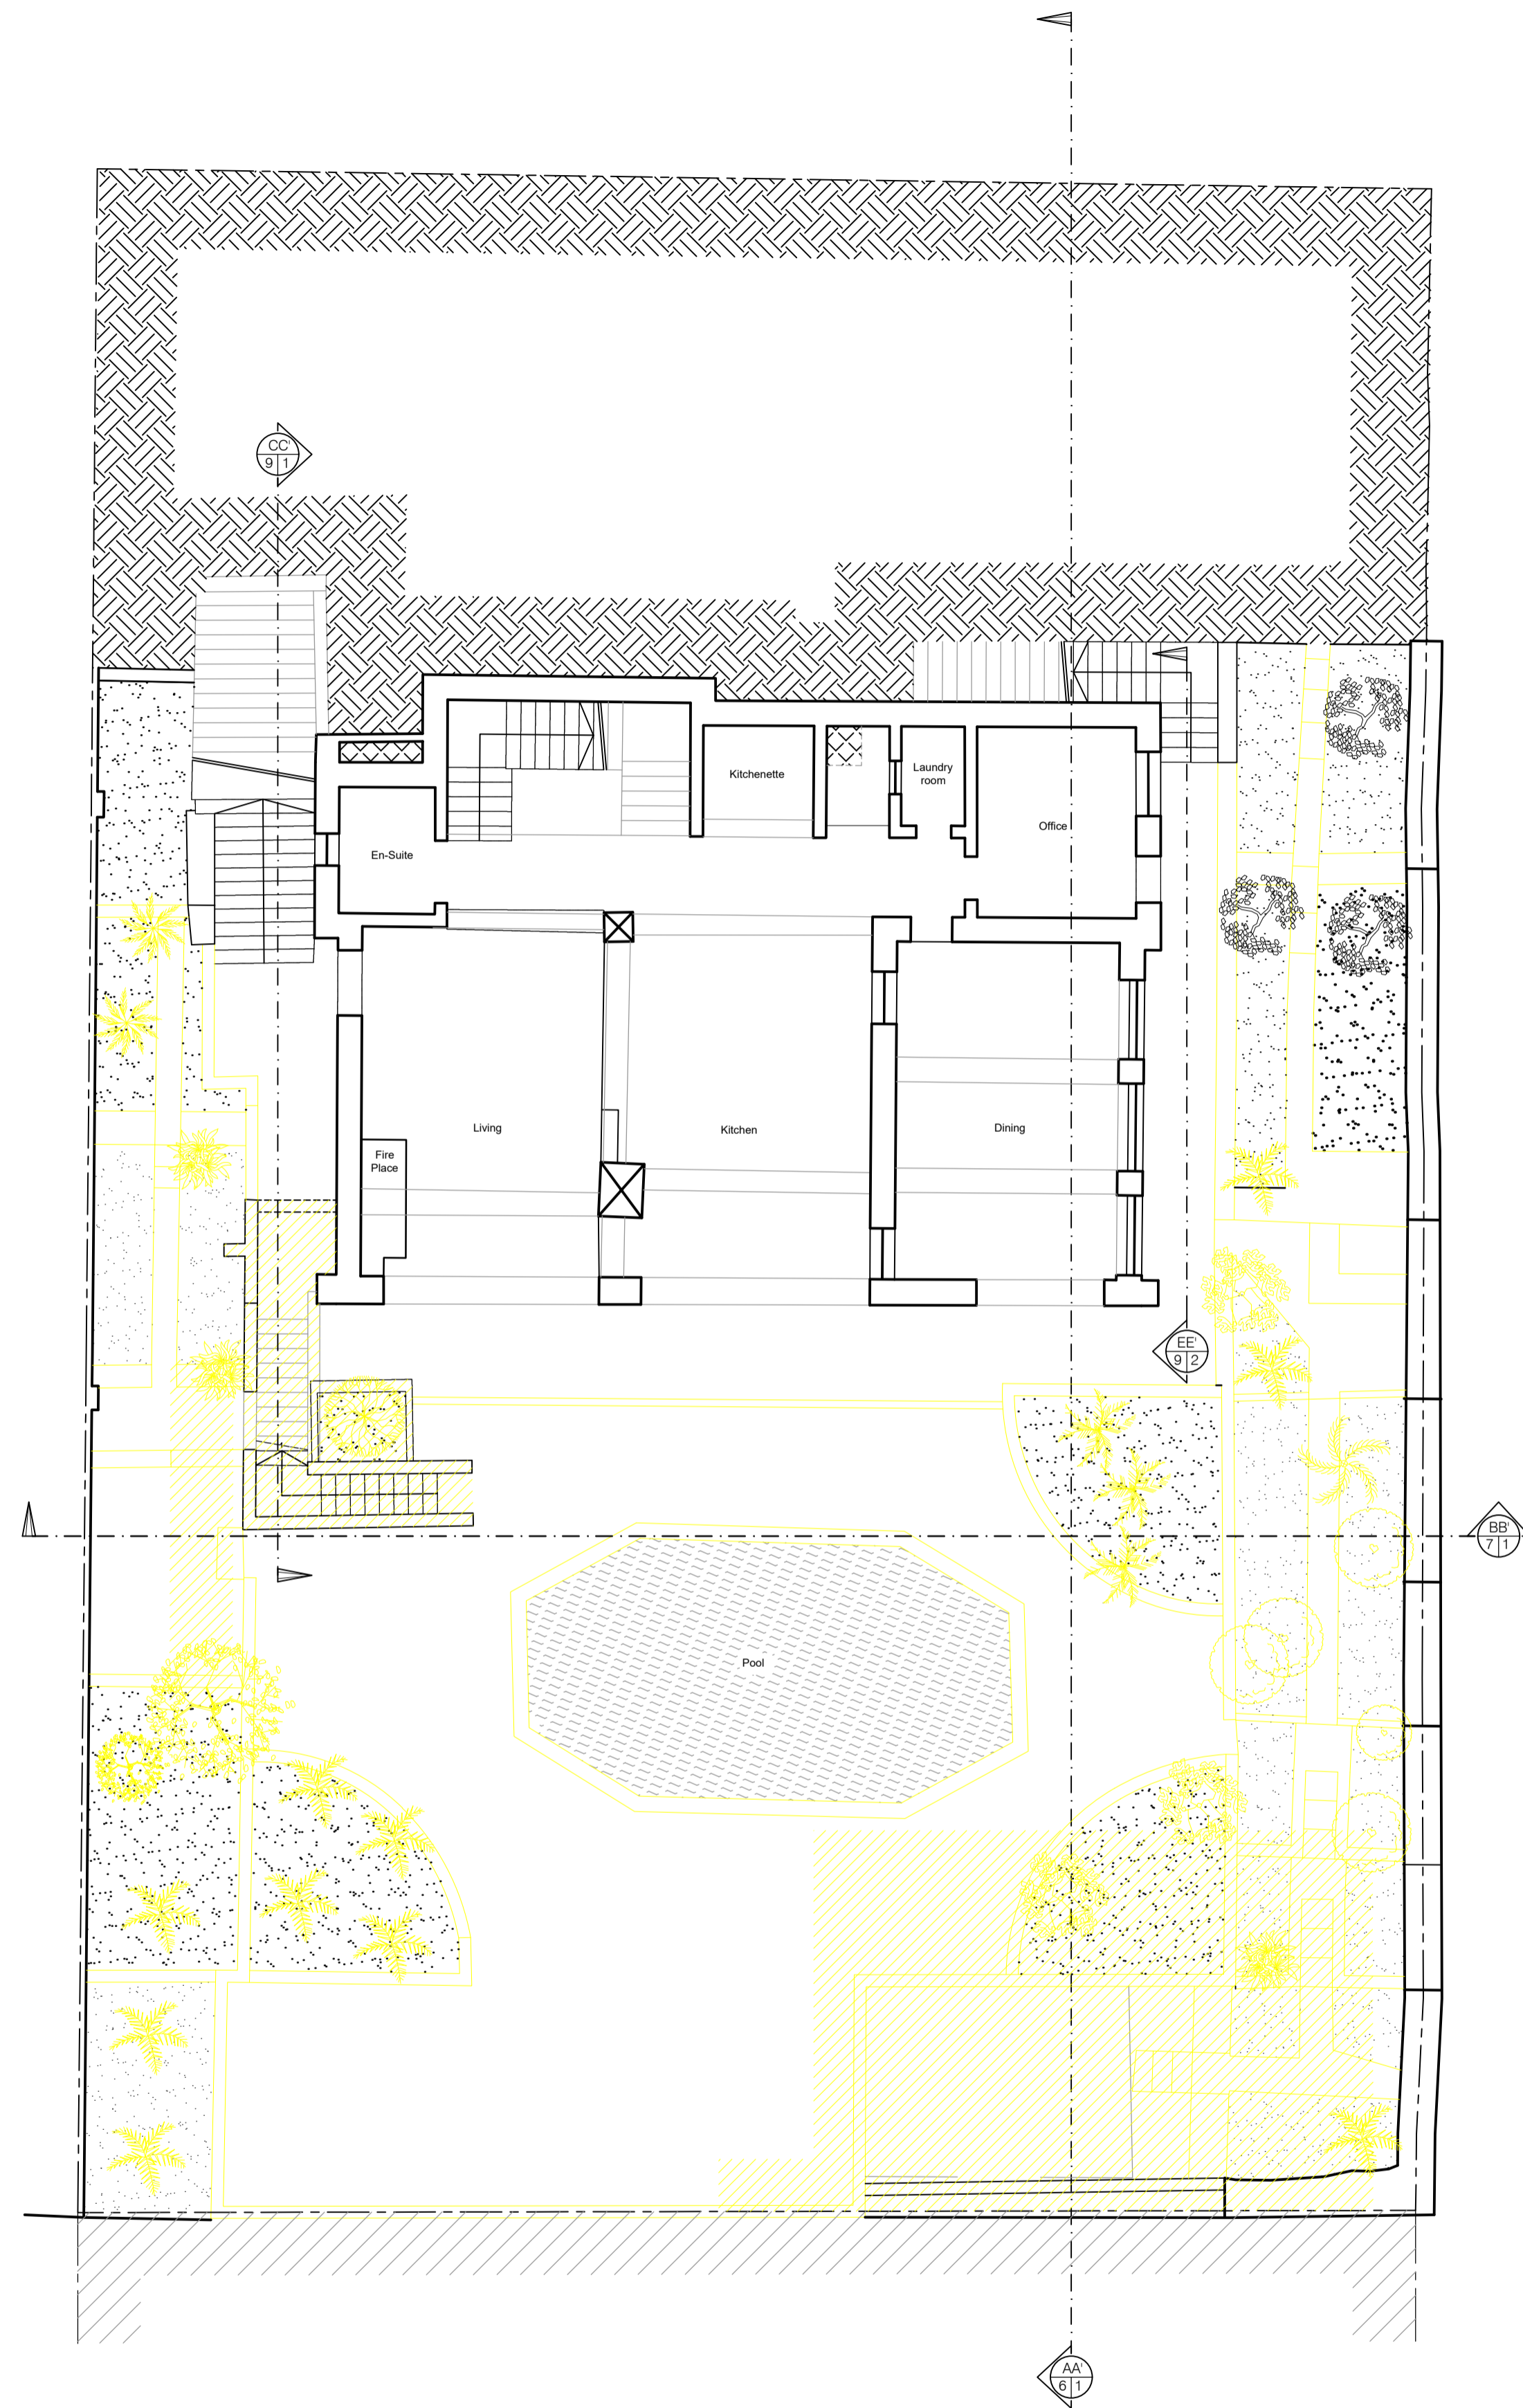 CC'
9 1
Kitchenette
Laundry
room
Office
En-Suite
Living
Kitchen
Dining
Fire
Place
EE'
9 2
BB'
7 1
Pool
AA'
6 1